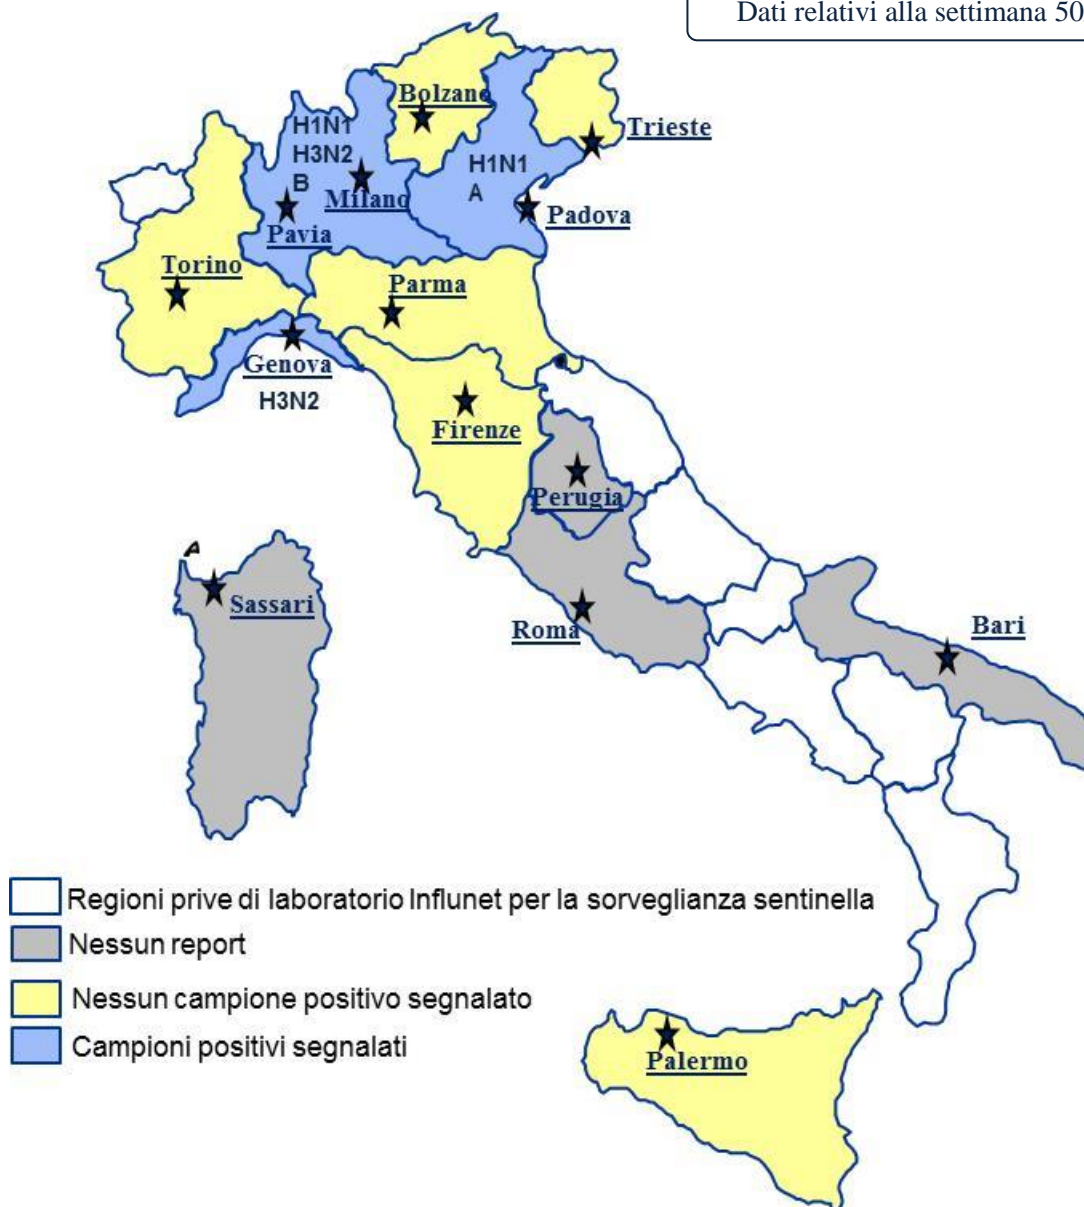 Dati relativi alla settimana 50
Bolzano
Trieste
H1N1
H3N2
B
H1N1
A
Milano
Padova
Pavia
Torino
Parma
Genova
H3N2
Firenze
Perugia
A
Sassari
Roma
Bari
Regioni prive di laboratorio Influnet per la sorveglianza sentinella
Nessun report
Nessun campione positivo segnalato
Campioni positivi segnalati
Palermo